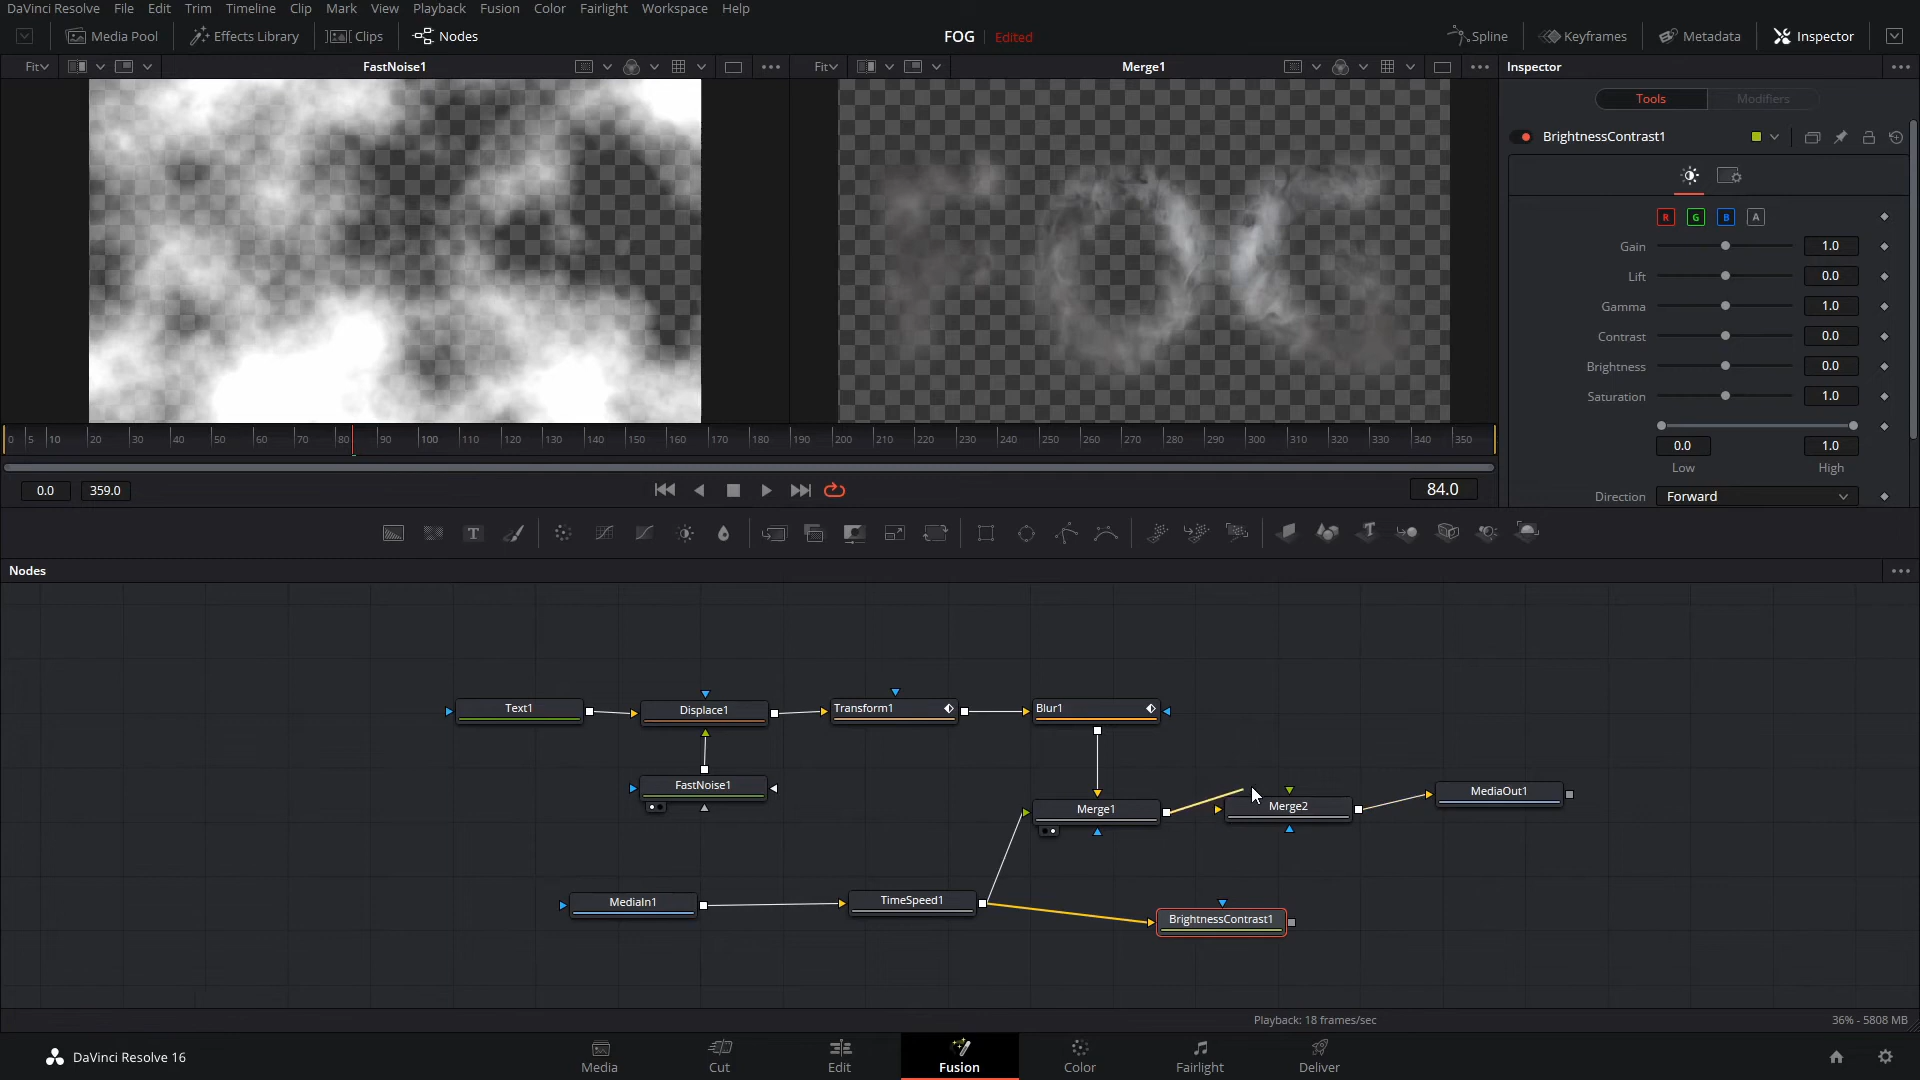 DaVinci Resolve File Edit Trim Timeline Clip Mark View Playback Fusion Color Fairlight Workspace Help
Media Pool Effects Library Clips Nodes FOG Edited Spline Keyframes Metadata Inspector
Fit FastNoise1 Fit Merge1 Inspector
Tools Modifiers
BrightnessContrast1
R G B A
Gain 1.0
Lift 0.0
Gamma 1.0
Contrast 0.0
Brightness 0.0
Saturation 1.0
0.0 1.0
Low High
Direction Forward
FOG
0 5 10 20 30 40 50 60 70 80 90 100 110 120 130 140 150 160 170 180 190 200 210 220 230 240 250 260 270 280 290 300 310 320 330 340 350
0.0 359.0 84.0
T T
Nodes
Text1 Displace1 Transform1 Blur1
FastNoise1 Merge1 Merge2 MediaOut1
MediaIn1 TimeSpeed1 BrightnessContrast1
Playback: 18 frames/sec 36% - 5808 MB
DaVinci Resolve 16 Media Cut Edit Fusion Color Fairlight Deliver